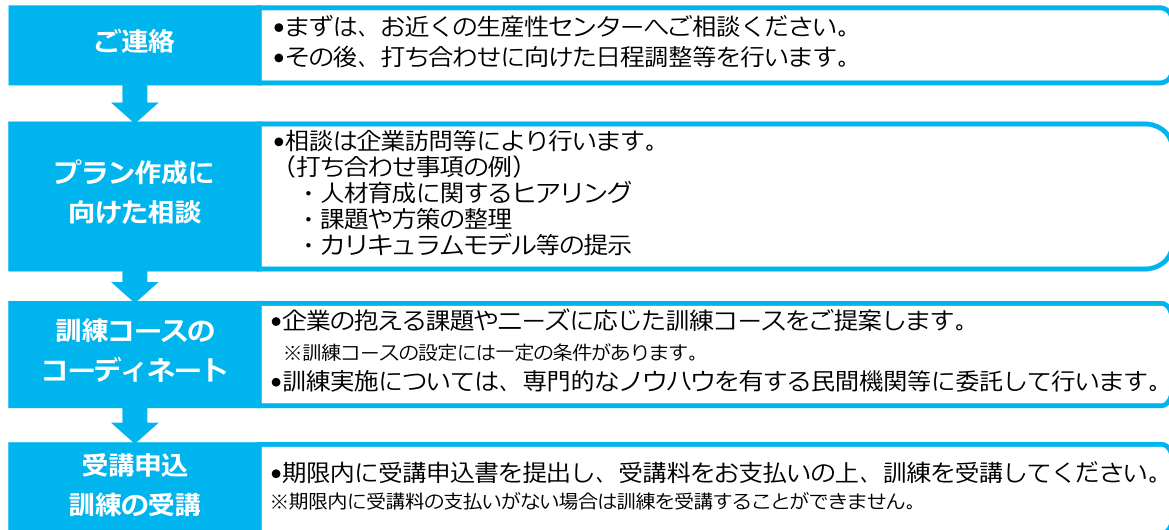 ご連絡
•まずは、お近くの生産性センターへご相談ください。
•その後、打ち合わせに向けた日程調整等を行います。
プラン作成に
向けた相談
•相談は企業訪問等により行います。
（打ち合わせ事項の例）
・人材育成に関するヒアリング
・課題や方策の整理
・カリキュラムモデル等の提示
訓練コースの
コーディネート
•企業の抱える課題やニーズに応じた訓練コースをご提案します。
※訓練コースの設定には一定の条件があります。
•訓練実施については、専門的なノウハウを有する民間機関等に委託して行います。
受講申込
訓練の受講
•期限内に受講申込書を提出し、受講料をお支払いの上、訓練を受講してください。
※期限内に受講料の支払いがない場合は訓練を受講することができません。